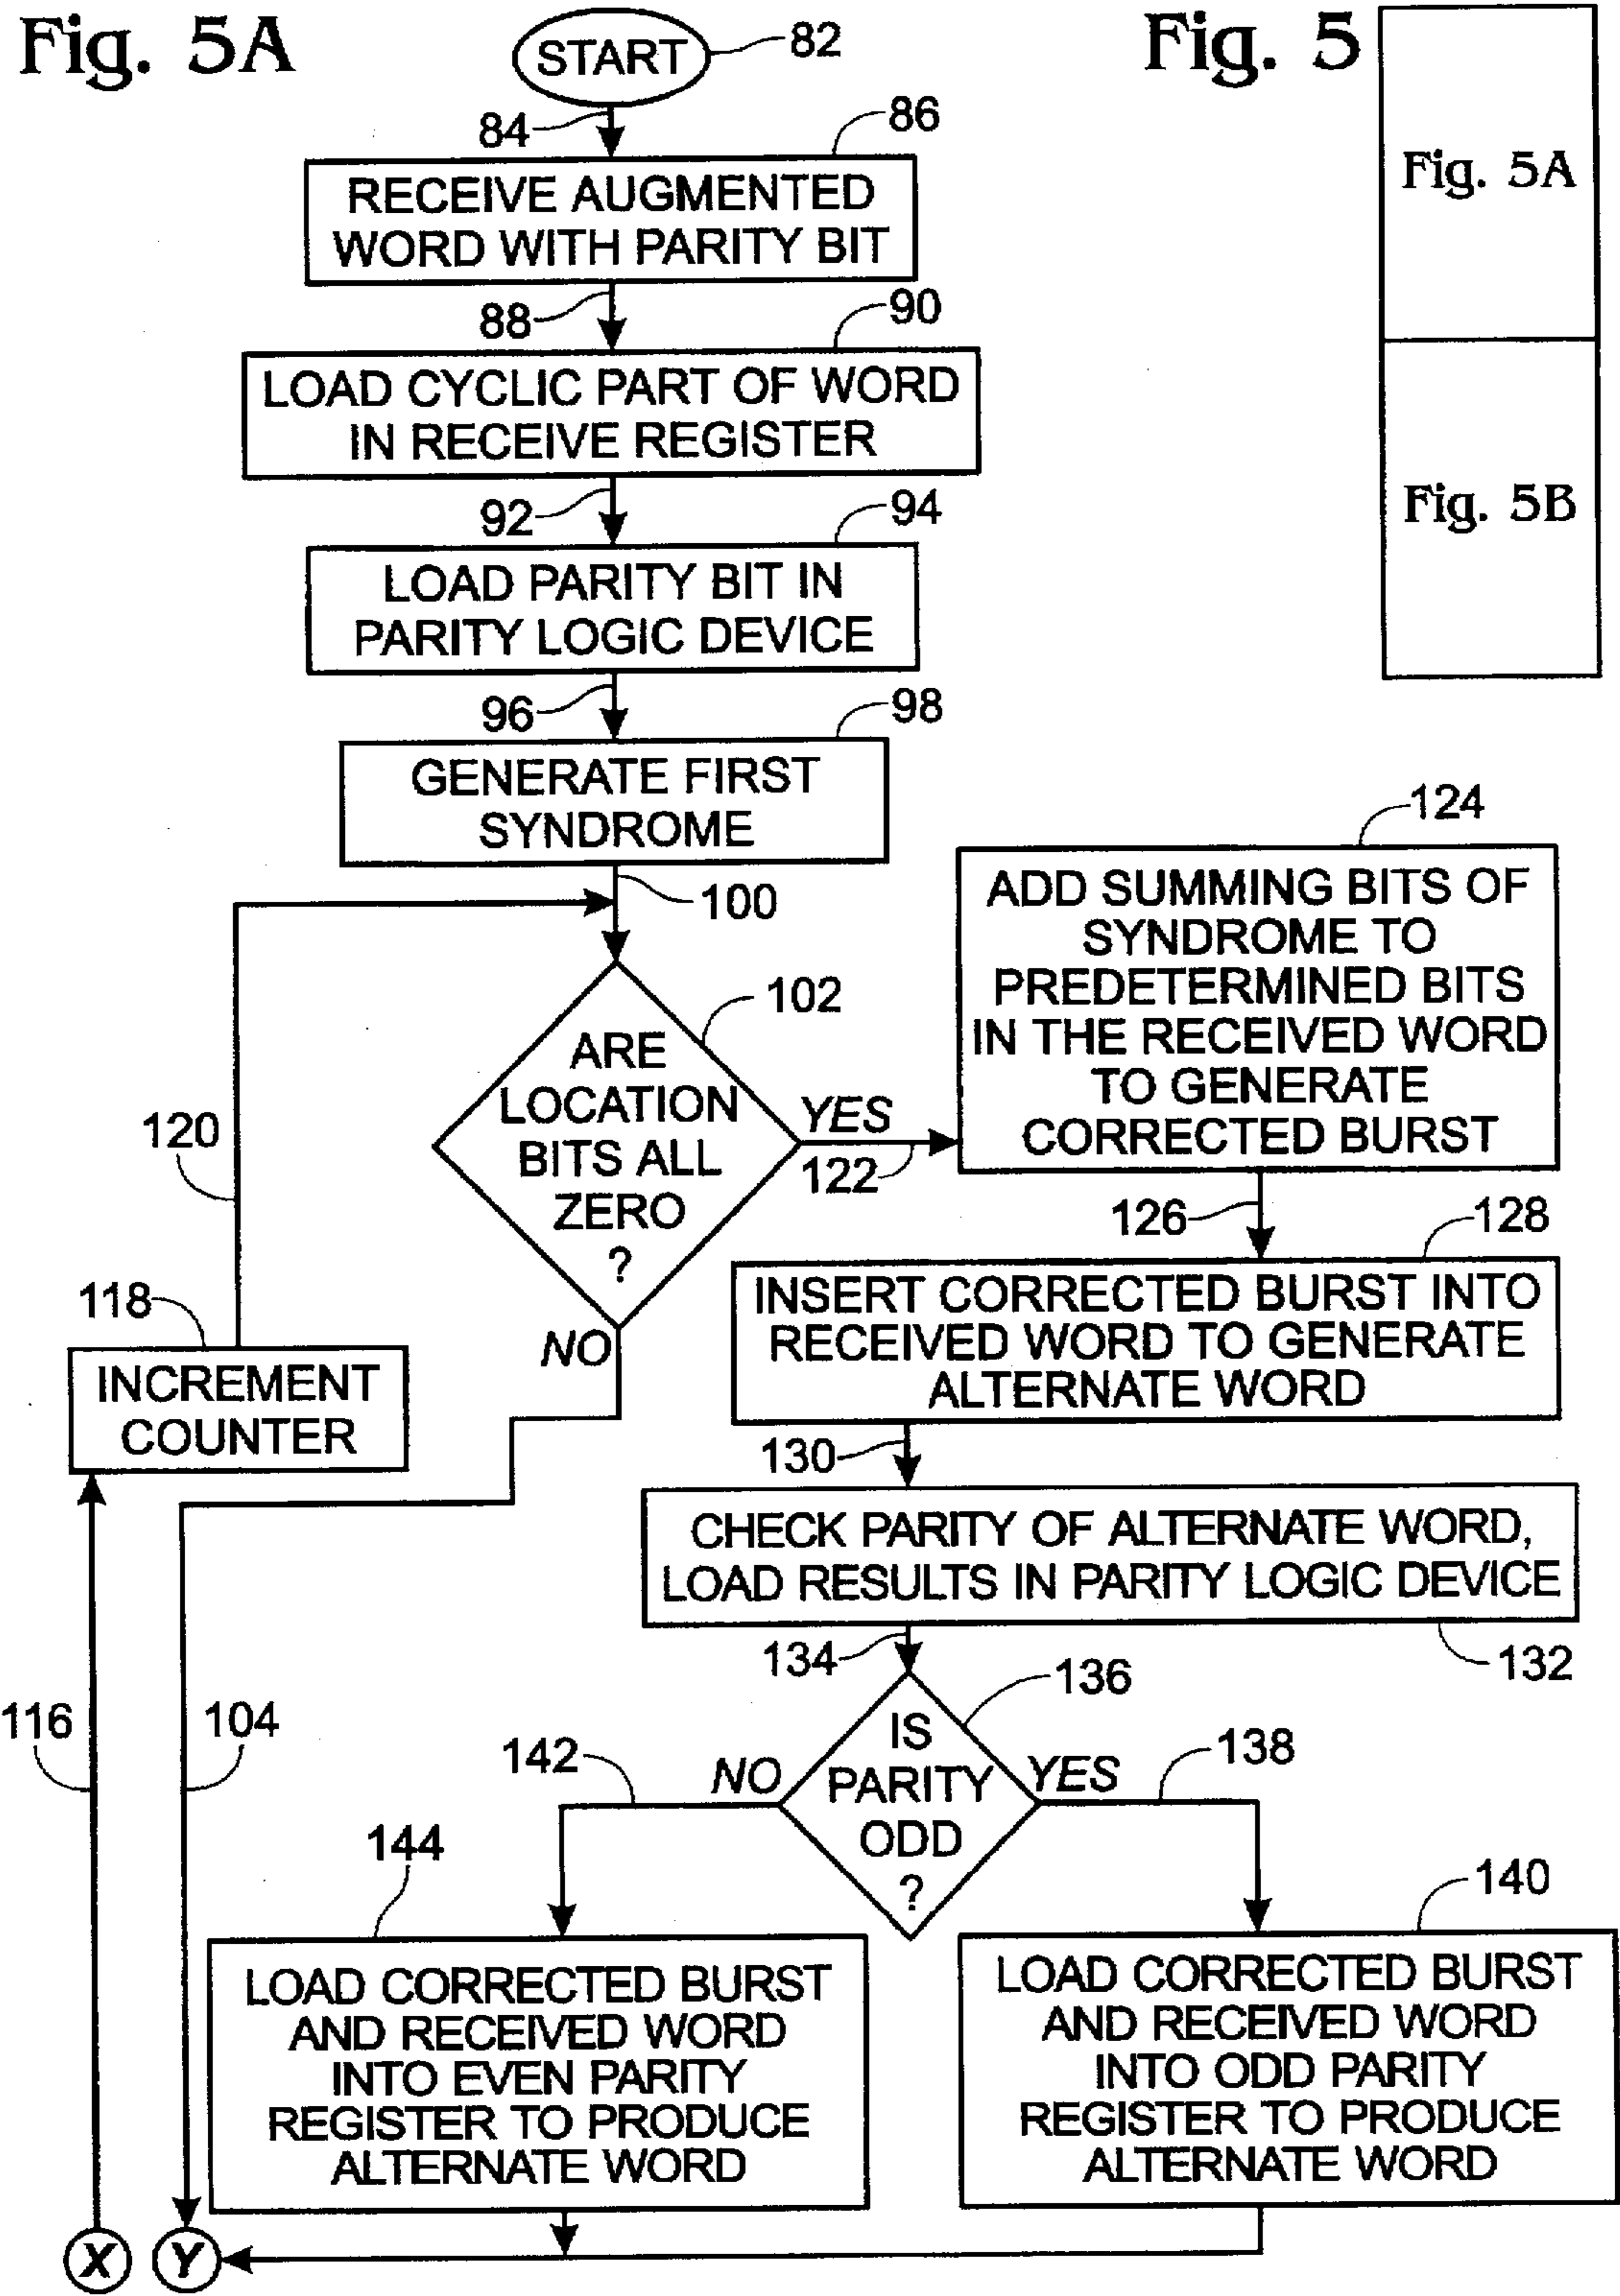 Fig. 5A
START
82
Fig. 5
Fig. 5A
Fig. 5B
84
86
RECEIVE AUGMENTED
WORD WITH PARITY BIT
88
90
LOAD CYCLIC PART OF WORD
IN RECEIVE REGISTER
92
94
LOAD PARITY BIT IN
PARITY LOGIC DEVICE
96
98
GENERATE FIRST
SYNDROME
100
102
ARE
LOCATION
BITS ALL
ZERO
?
YES
122
NO
124
ADD SUMMING BITS OF
SYNDROME TO
PREDETERMINED BITS
IN THE RECEIVED WORD
TO GENERATE
CORRECTED BURST
120
118
INCREMENT
COUNTER
126
128
INSERT CORRECTED BURST INTO
RECEIVED WORD TO GENERATE
ALTERNATE WORD
130
CHECK PARITY OF ALTERNATE WORD,
LOAD RESULTS IN PARITY LOGIC DEVICE
132
134
136
IS
PARITY
ODD
?
NO
142
YES
138
116
104
144
LOAD CORRECTED BURST
AND RECEIVED WORD
INTO EVEN PARITY
REGISTER TO PRODUCE
ALTERNATE WORD
140
LOAD CORRECTED BURST
AND RECEIVED WORD
INTO ODD PARITY
REGISTER TO PRODUCE
ALTERNATE WORD
X
Y